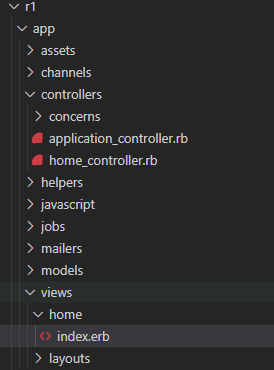 r1
app
assets
channels
controllers
concerns
application_controller.rb
home_controller.rb
helpers
javascript
jobs
mailers
models
views
home
index.erb
layouts